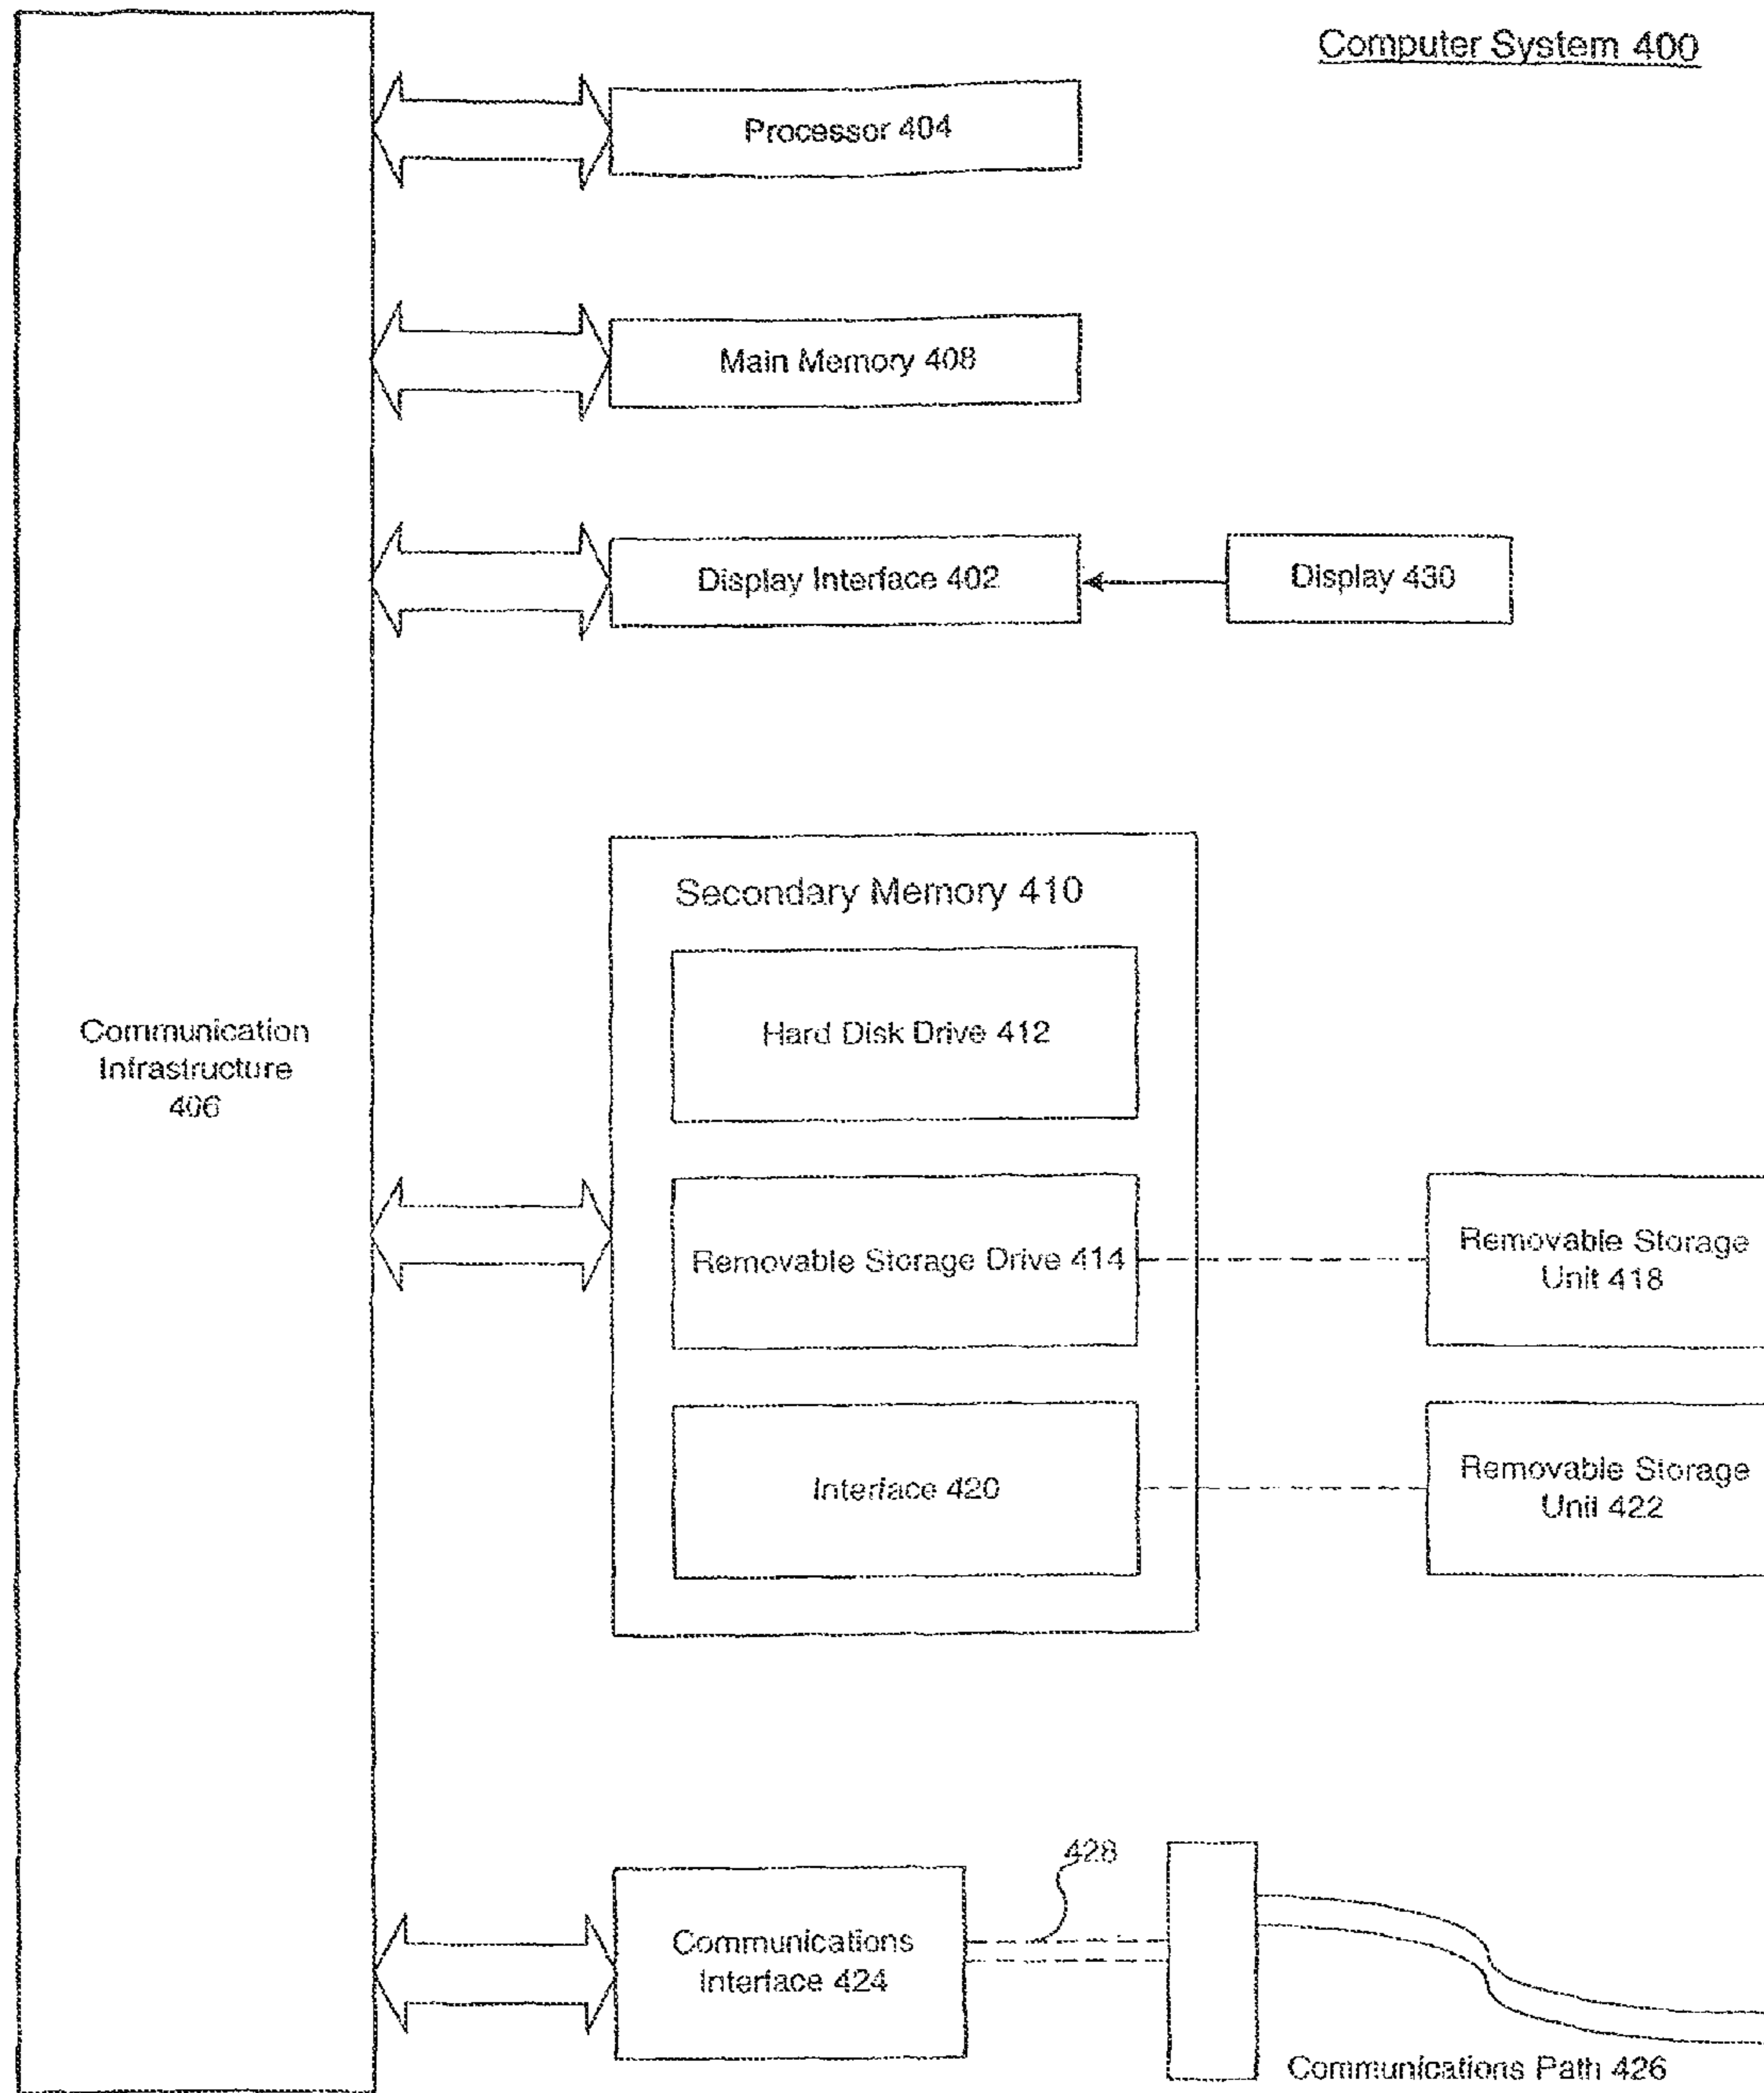 Computer System 400
Processor 404
Main Memory 408
Display Interface 402
Display 430
Secondary Memory 410
Hard Disk Drive 412
Communication
Infrastructure
406
Removable Storage Drive 414
Removable Storage
Unit 418
Interface 420
Removable Storage
Unit 422
428
Communications
Interface 424
Communications Path 426